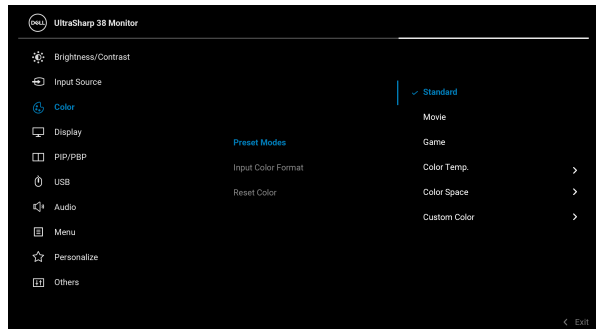 DELL UltraSharp 38 Monitor
Brightness/Contrast
Input Source
Color
Display
PIP/PBP
USB
Audio
Menu
Personalize
Others
Preset Modes
Input Color Format
Reset Color
Standard
Movie
Game
Color Temp.
Color Space
Custom Color
Exit